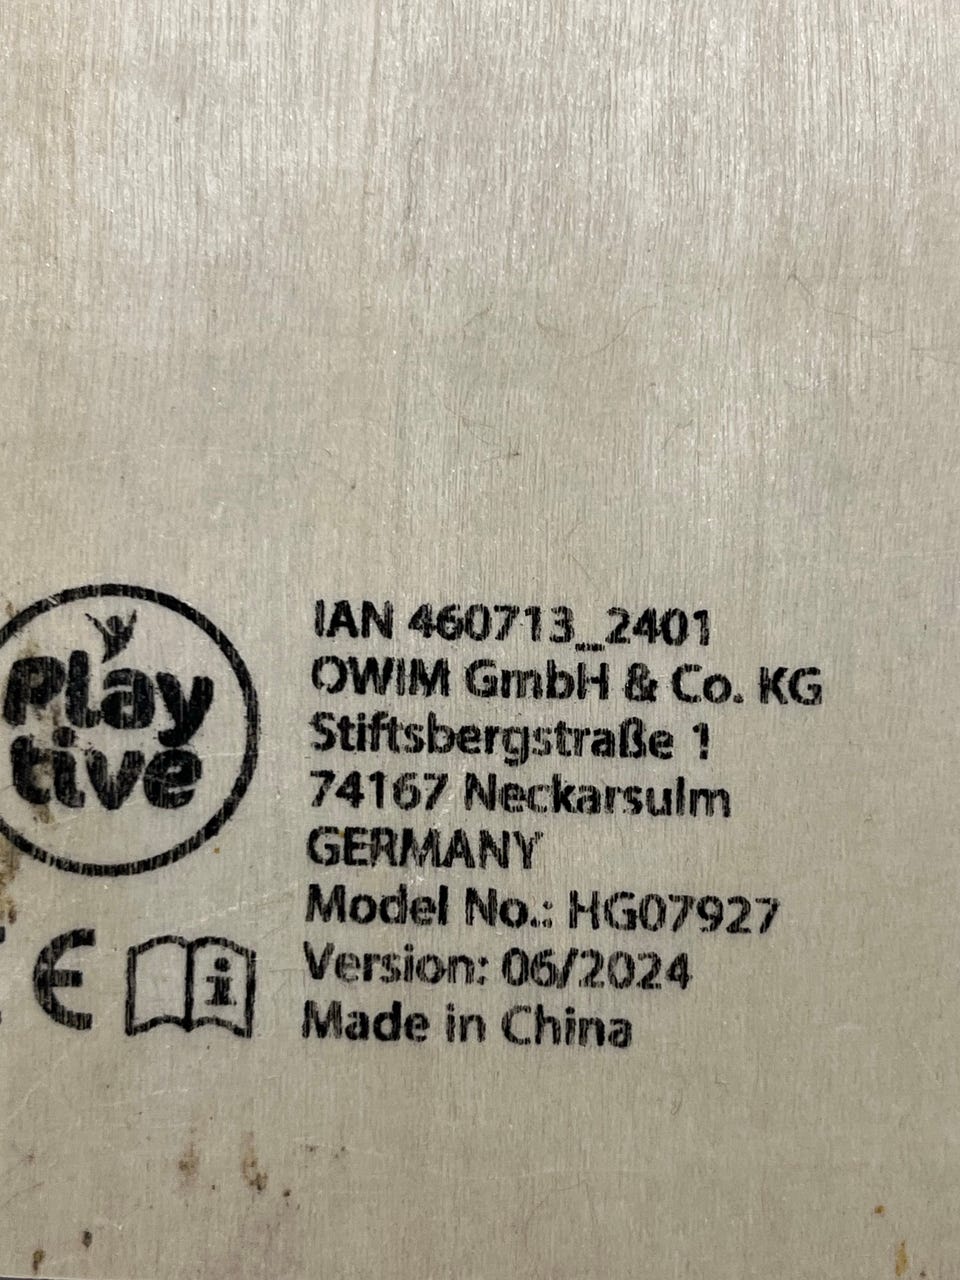 Play
tive
CE
i
IAN 460713_2401
OWIM GmbH & Co. KG
Stiftsbergstraße 1
74167 Neckarsulm
GERMANY
Model No.: HG07927
Version: 06/2024
Made in China